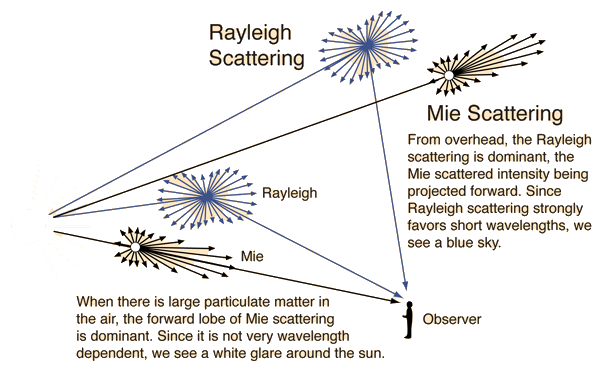 Rayleigh
Scattering
Mie Scattering
From overhead, the Rayleigh
scattering is dominant, the
Mie scattered intensity being
projected forward. Since
Rayleigh scattering strongly
favors short wavelengths, we
see a blue sky.
Rayleigh
Mie
When there is large particulate matter in
the air, the forward lobe of Mie scattering
is dominant. Since it is not very wavelength
dependent, we see a white glare around the sun.
Observer